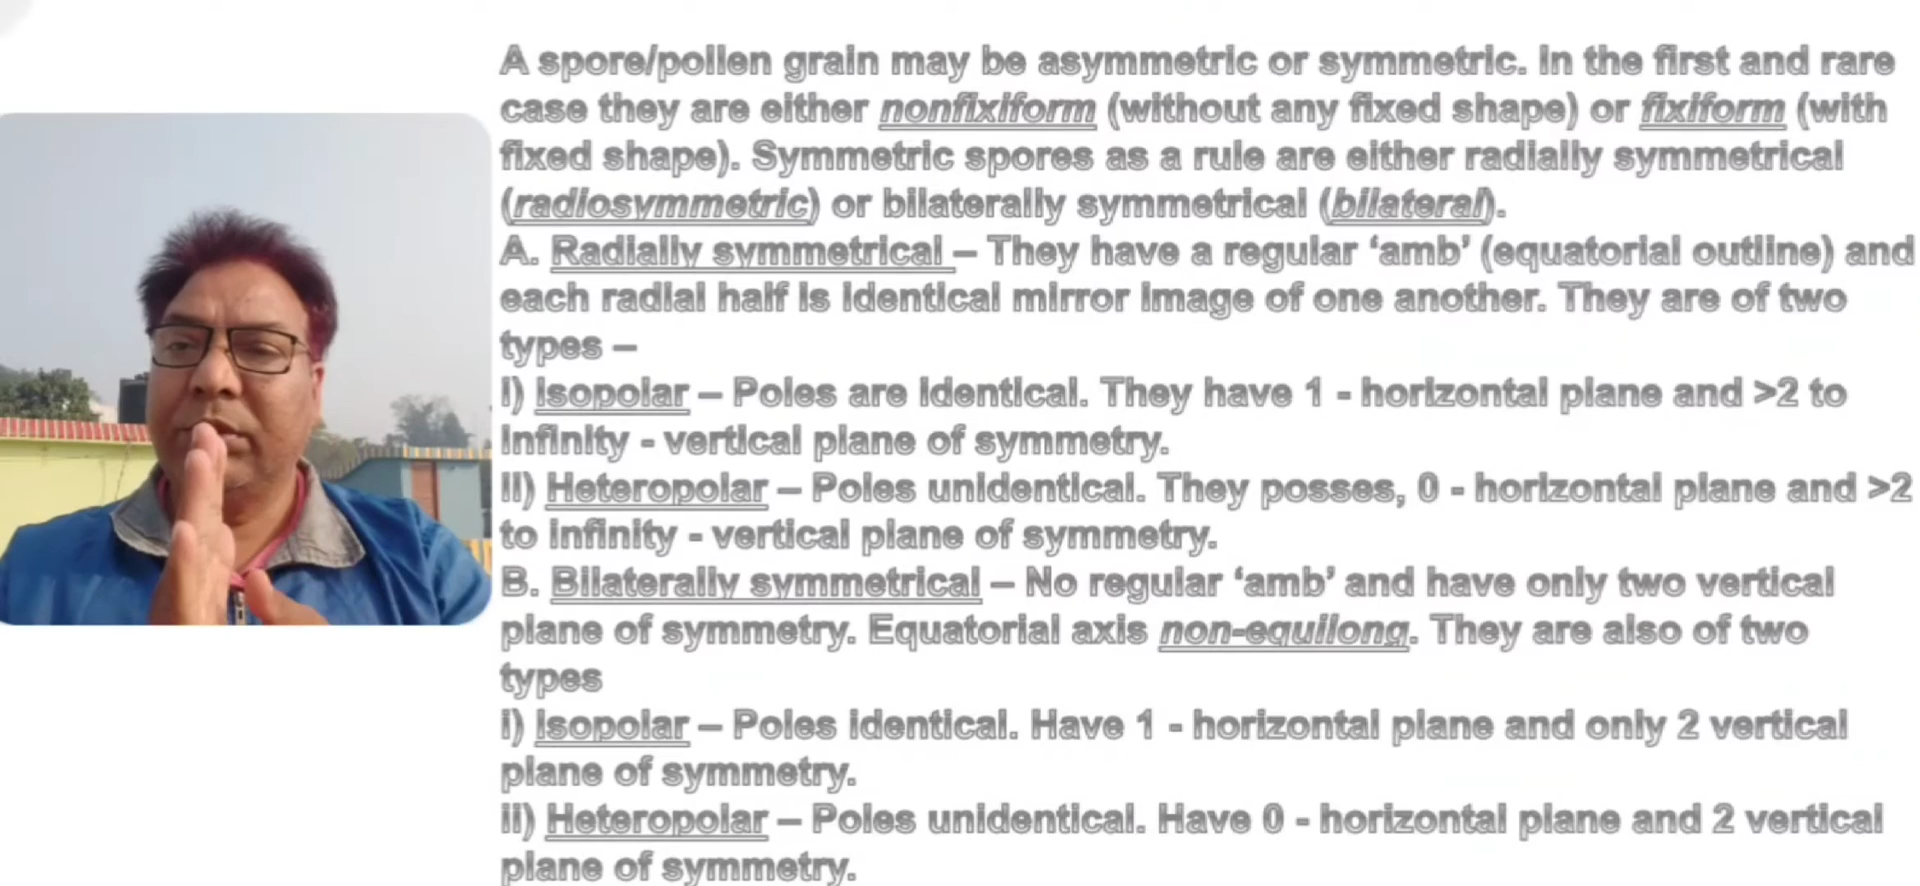 A spore/pollen grain may be asymmetric or symmetric. In the first and rare
case they are either nonfixiform (without any fixed shape) or fixiform (with
fixed shape). Symmetric spores as a rule are either radially symmetrical
(radiosymmetric) or bilaterally symmetrical (bilateral).
A. Radially symmetrical – They have a regular ‘amb’ (equatorial outline) and
each radial half is identical mirror image of one another. They are of two
types –
i) Isopolar – Poles are identical. They have 1 - horizontal plane and >2 to
infinity - vertical plane of symmetry.
ii) Heteropolar – Poles unidentical. They posses, 0 - horizontal plane and >2
to infinity - vertical plane of symmetry.
B. Bilaterally symmetrical – No regular ‘amb’ and have only two vertical
plane of symmetry. Equatorial axis non-equilong. They are also of two
types
i) Isopolar – Poles identical. Have 1 - horizontal plane and only 2 vertical
plane of symmetry.
ii) Heteropolar – Poles unidentical. Have 0 - horizontal plane and 2 vertical
plane of symmetry.